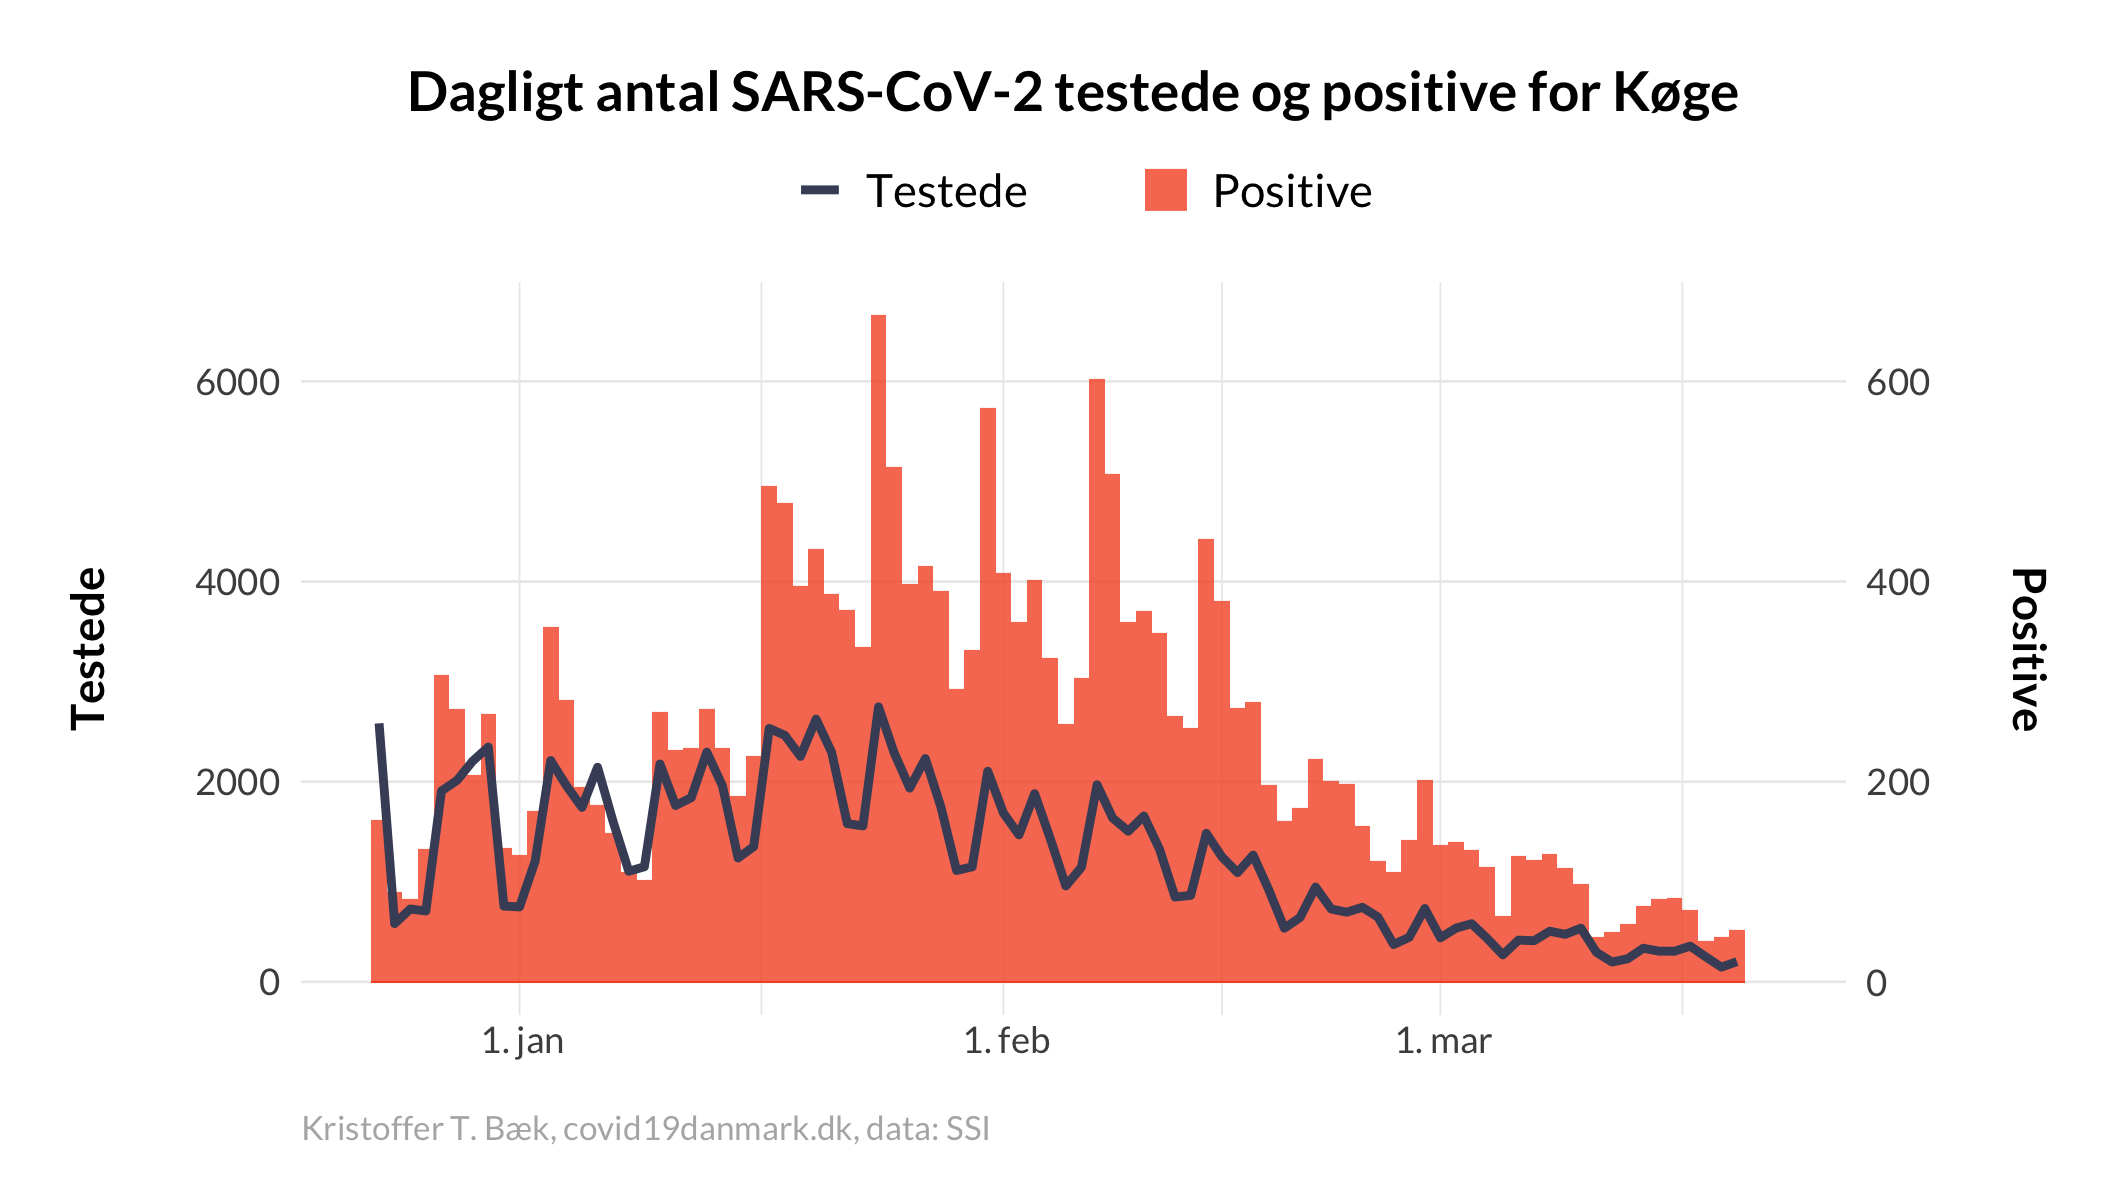 Dagligt antal SARS-CoV-2 testede og positive for Køge
Testede
Positive
6000
4000
2000
0
Testede
600
400
200
0
Positive
1. jan
1. feb
1. mar
Kristoffer T. Bæk, covid19danmark.dk, data: SSI